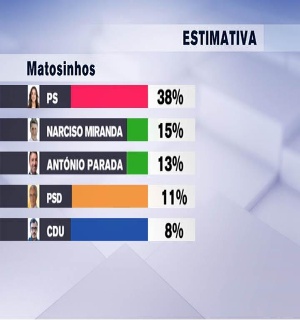 ESTIMATIVA
Matosinhos
PS 38%
NARCISO MIRANDA 15%
ANTÓNIO PARADA 13%
PSD 11%
CDU 8%